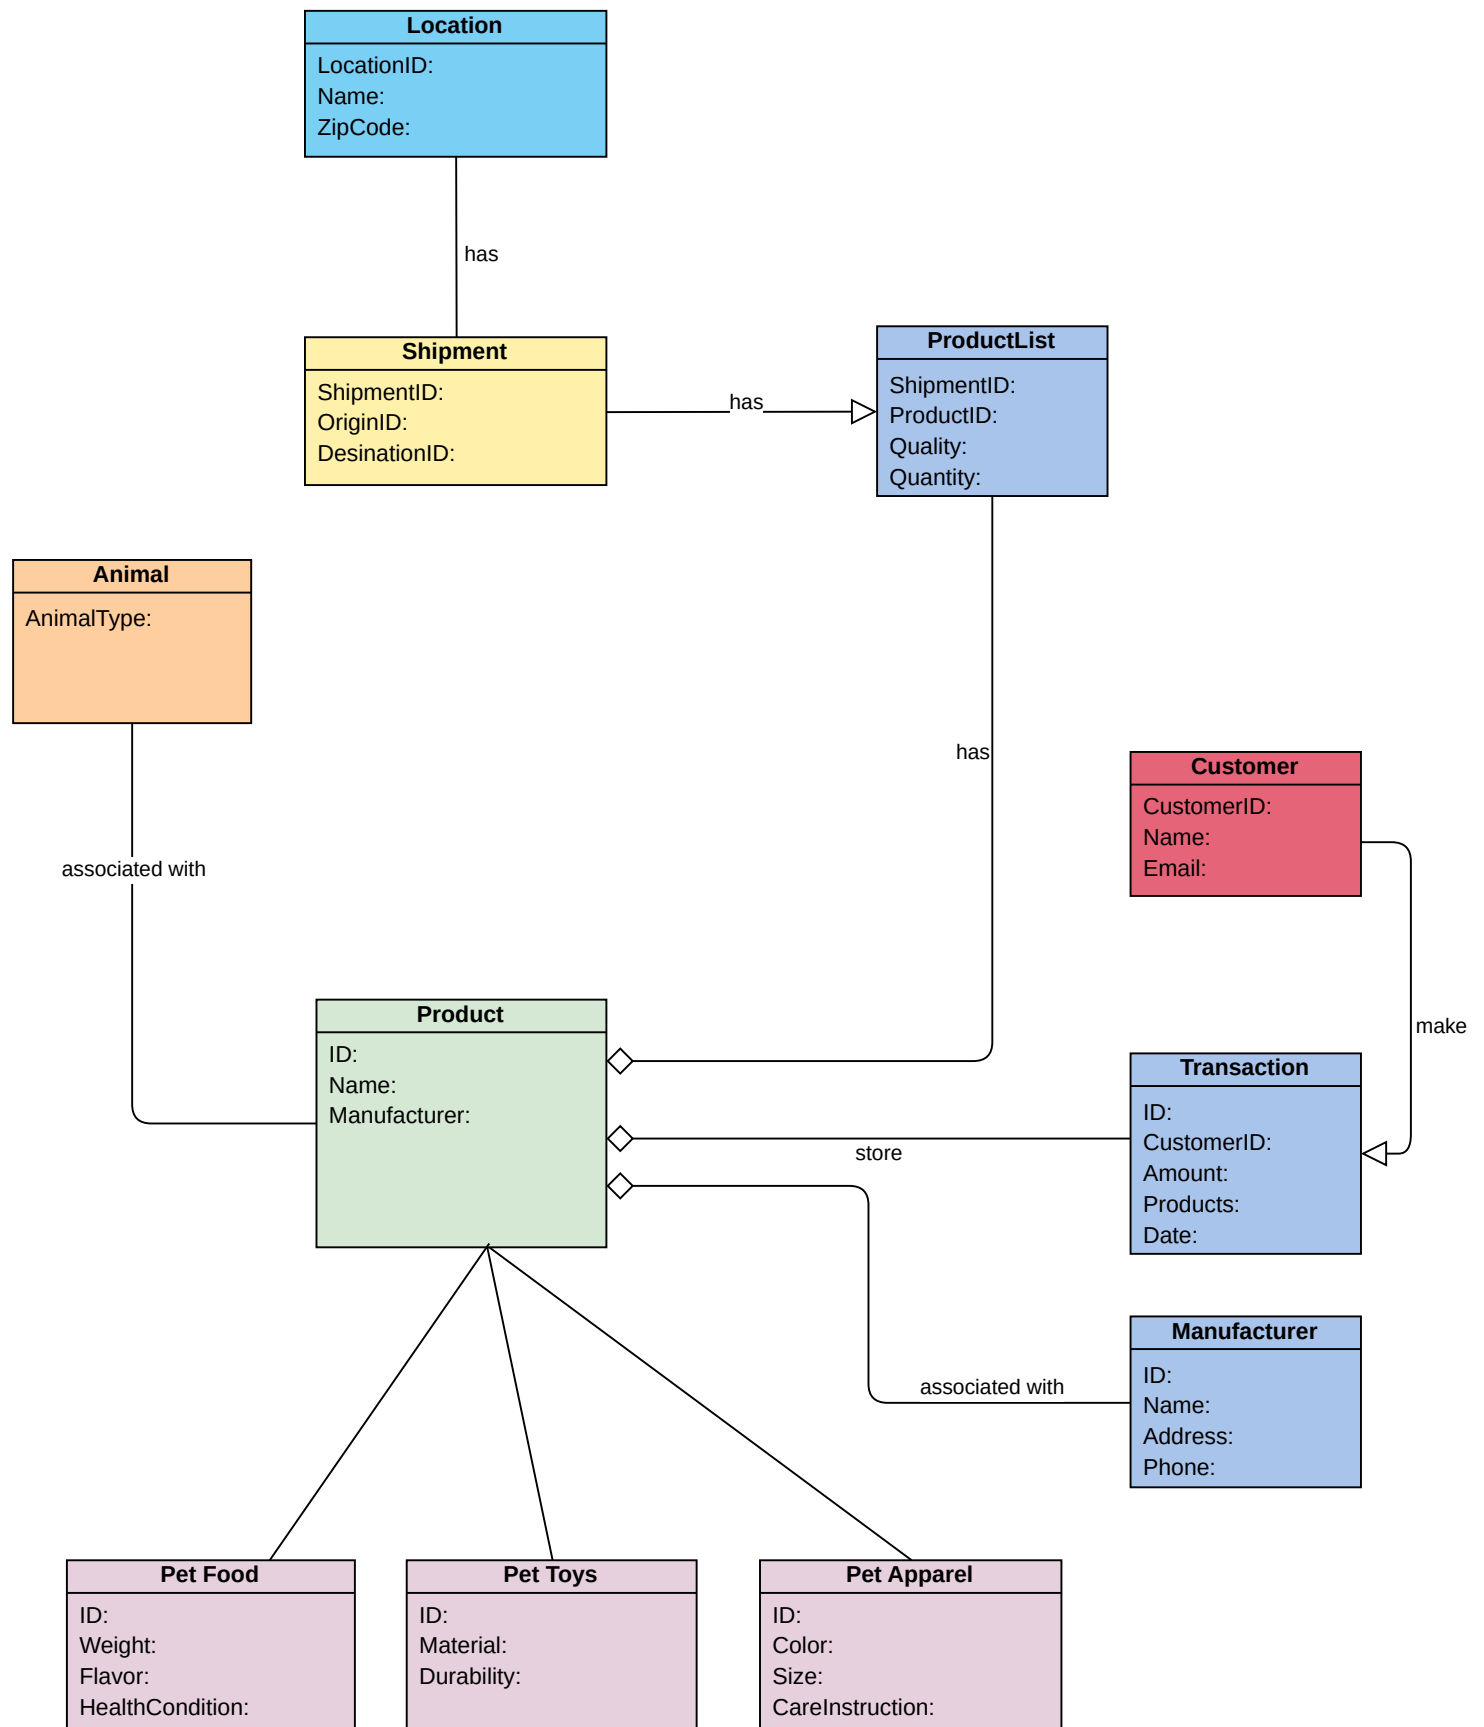 Location
LocationID:
Name:
ZipCode:
has
Shipment
ShipmentID:
OriginID:
DesinationID:
has
ProductList
ShipmentID:
ProductID:
Quality:
Quantity:
Animal
AnimalType:
has
Customer
CustomerID:
Name:
Email:
associated with
Product
ID:
Name:
Manufacturer:
make
Transaction
ID:
CustomerID:
Amount:
Products:
Date:
store
Manufacturer
ID:
Name:
Address:
Phone:
associated with
Pet Food
ID:
Weight:
Flavor:
HealthCondition:
Pet Toys
ID:
Material:
Durability:
Pet Apparel
ID:
Color:
Size:
CareInstruction: